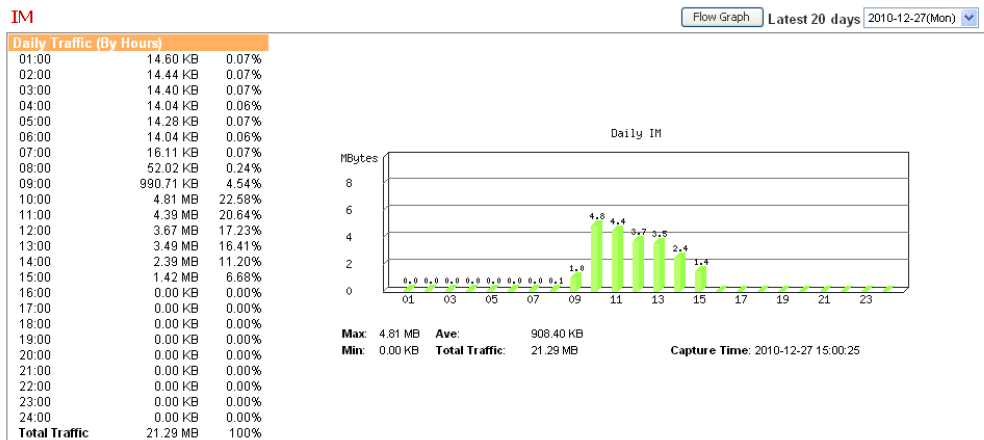 IM
Flow Graph Latest 20 days 2010-12-27(Mon)
Daily Traffic (By Hours)
01:00 14.60 KB 0.07%
02:00 14.44 KB 0.07%
03:00 14.40 KB 0.07%
04:00 14.04 KB 0.06%
05:00 14.28 KB 0.07%
06:00 14.04 KB 0.06%
07:00 16.11 KB 0.07%
08:00 52.02 KB 0.24%
09:00 990.71 KB 4.54%
10:00 4.81 MB 22.58%
11:00 4.39 MB 20.64%
12:00 3.67 MB 17.23%
13:00 3.49 MB 16.41%
14:00 2.39 MB 11.20%
15:00 1.42 MB 6.68%
16:00 0.00 KB 0.00%
17:00 0.00 KB 0.00%
18:00 0.00 KB 0.00%
19:00 0.00 KB 0.00%
20:00 0.00 KB 0.00%
21:00 0.00 KB 0.00%
22:00 0.00 KB 0.00%
23:00 0.00 KB 0.00%
24:00 0.00 KB 0.00%
Total Traffic 21.29 MB 100%
Daily IM
MBytes
8
6
4
2
0
0.0 0.0 0.0 0.0 0.0 0.0 0.0 0.1 1.0 4.8 4.4 3.7 3.5 2.4 1.4
01 03 05 07 09 11 13 15 17 19 21 23
Max: 4.81 MB Ave: 908.40 KB
Min: 0.00 KB Total Traffic: 21.29 MB Capture Time: 2010-12-27 15:00:25